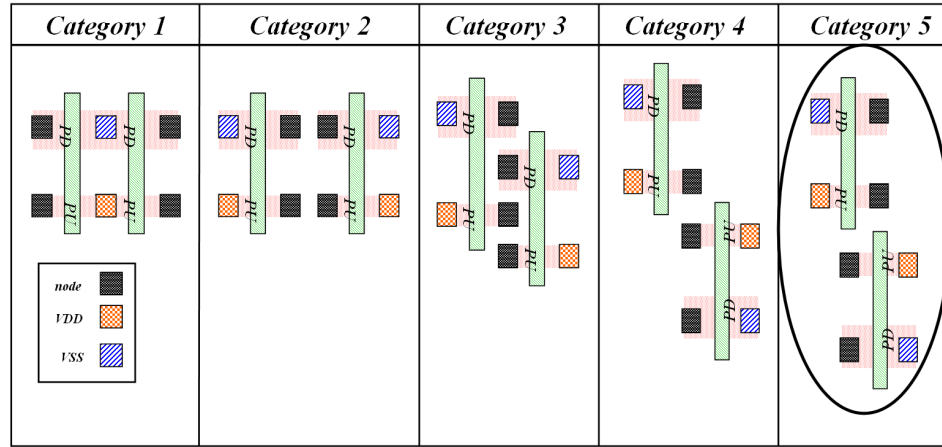 Category 1 Category 2 Category 3 Category 4 Category 5
PD PD
PU PU
PD PD
PU PU
PD
PD
PU
PU
PD
PU
PU
PD
PD
PU
PU
PD
node
VDD
VSS